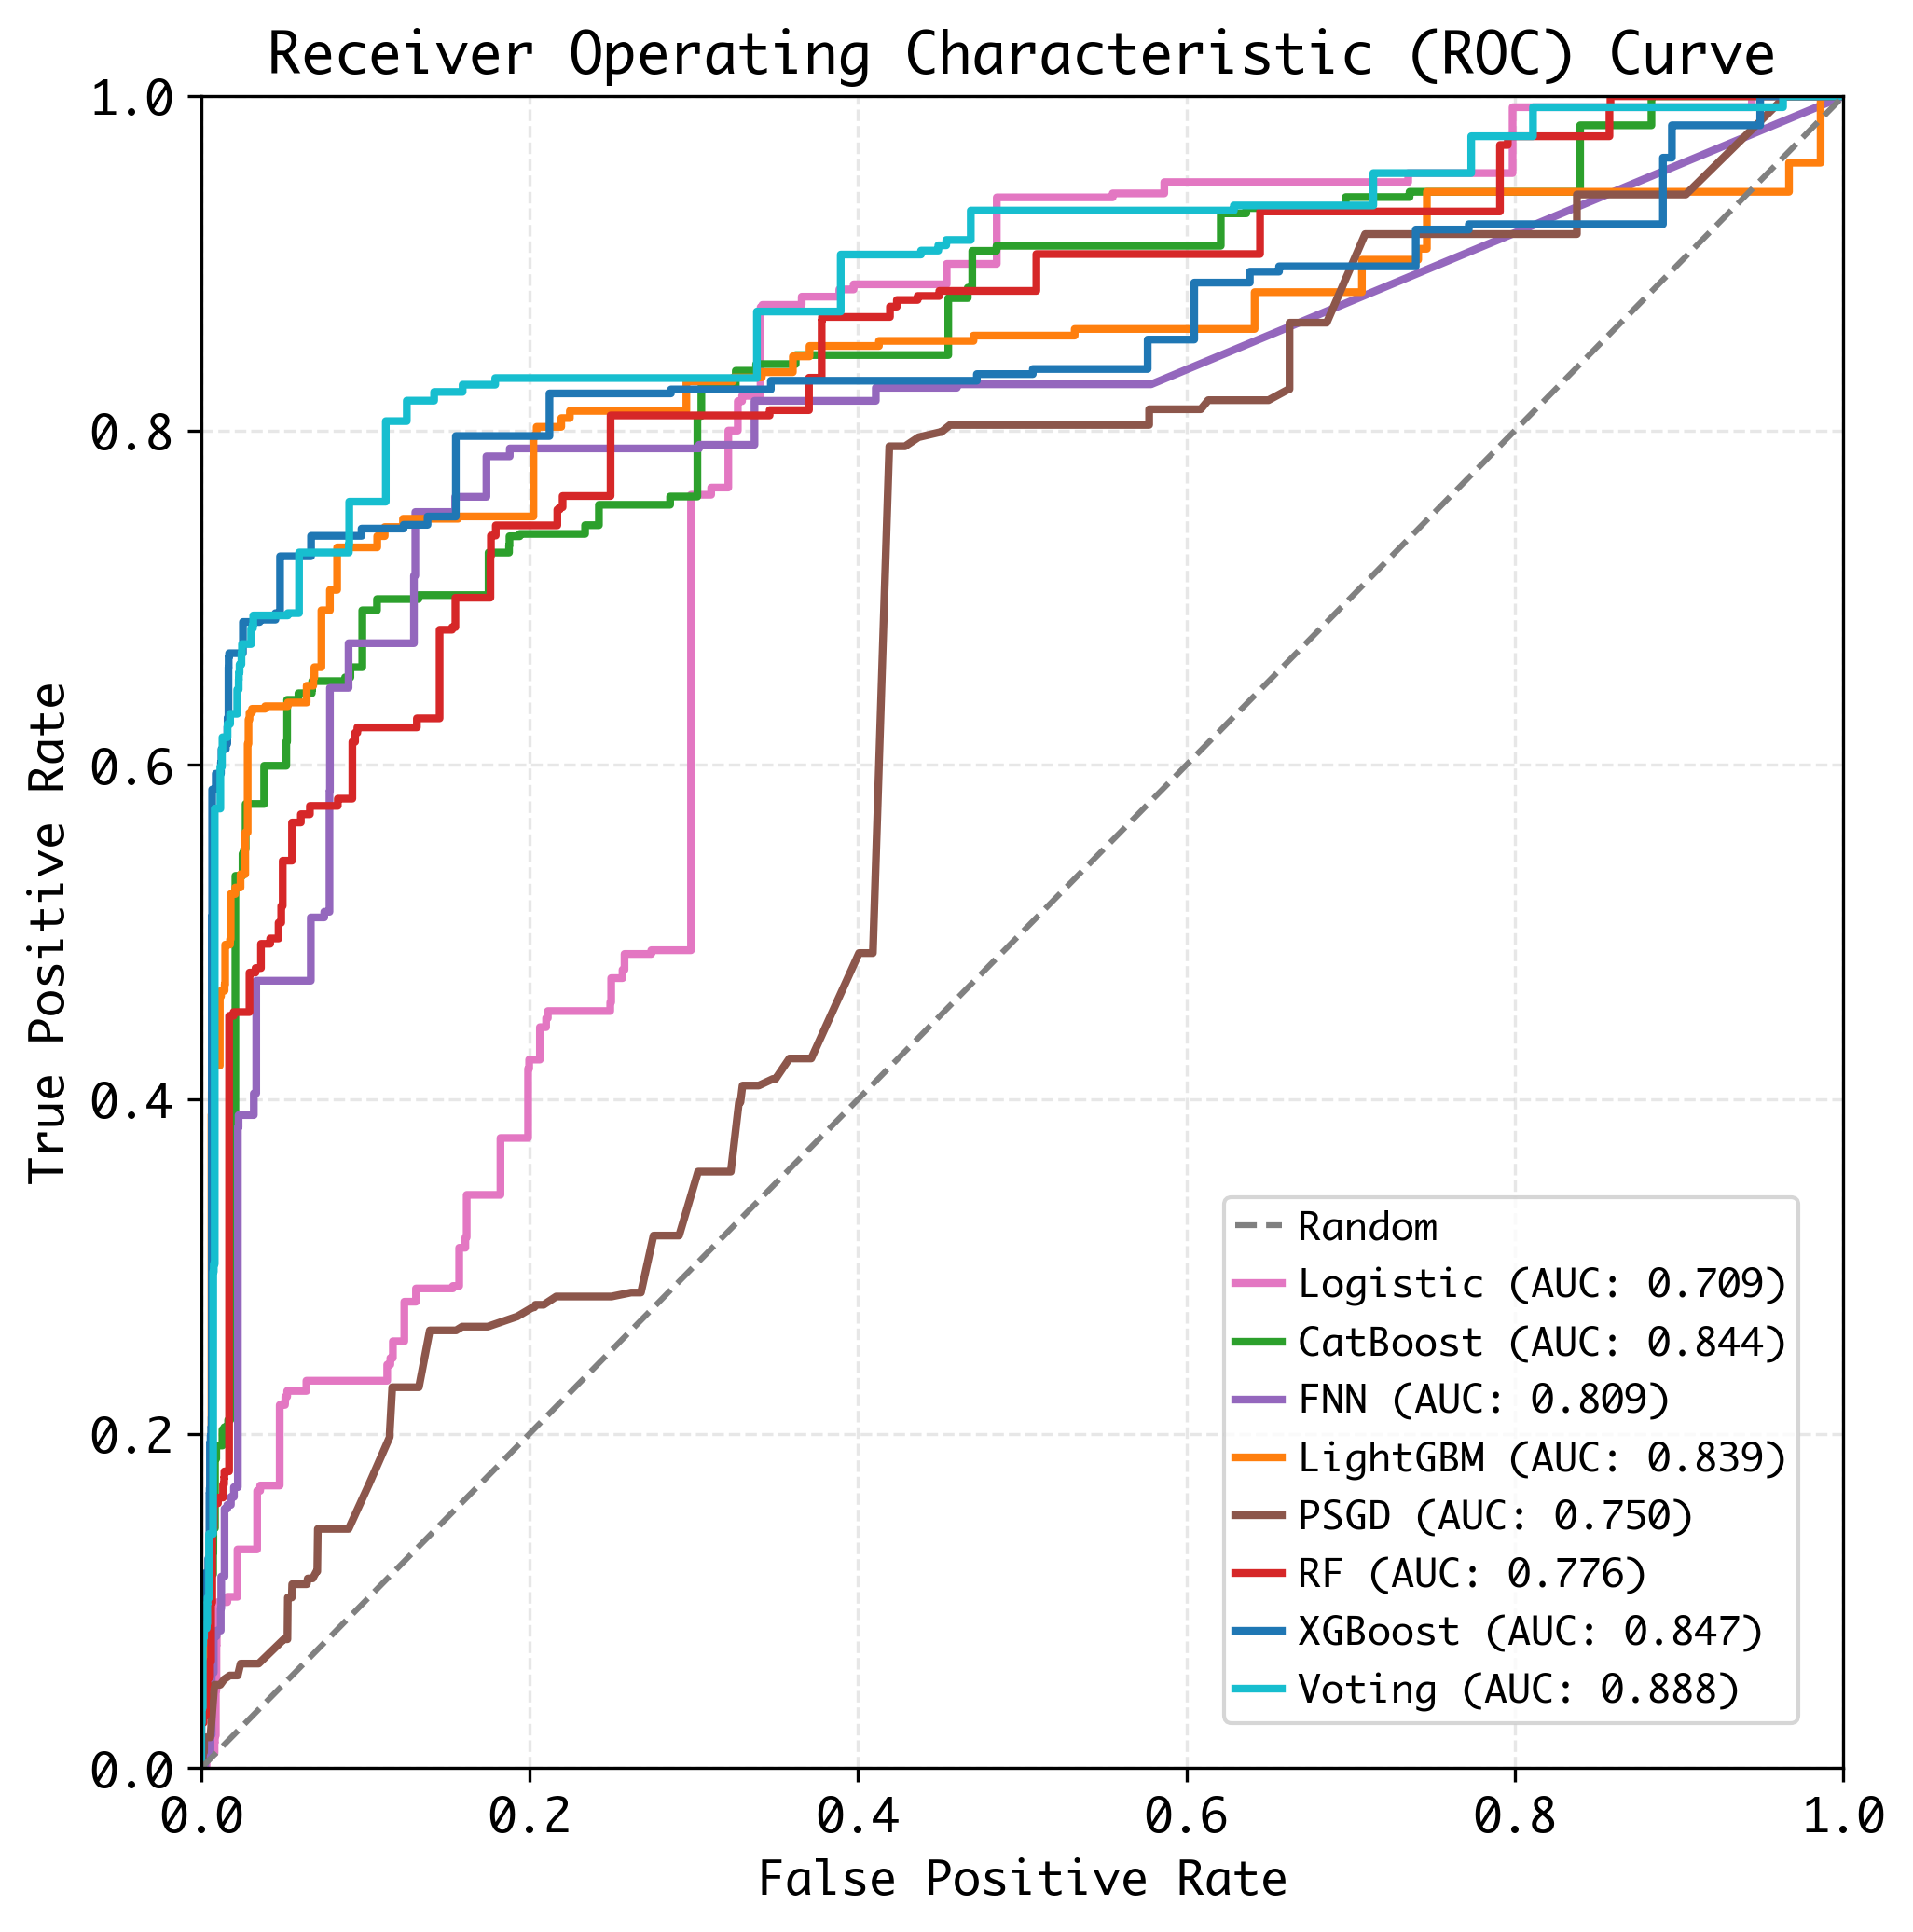 Receiver Operating Characteristic (ROC) Curve
1.0
0.8
0.6
0.4
0.2
0.0
True Positive Rate
0.0 0.2 0.4 0.6 0.8 1.0
False Positive Rate
Random
Logistic (AUC: 0.709)
CatBoost (AUC: 0.844)
FNN (AUC: 0.809)
LightGBM (AUC: 0.839)
PSGD (AUC: 0.750)
RF (AUC: 0.776)
XGBoost (AUC: 0.847)
Voting (AUC: 0.888)